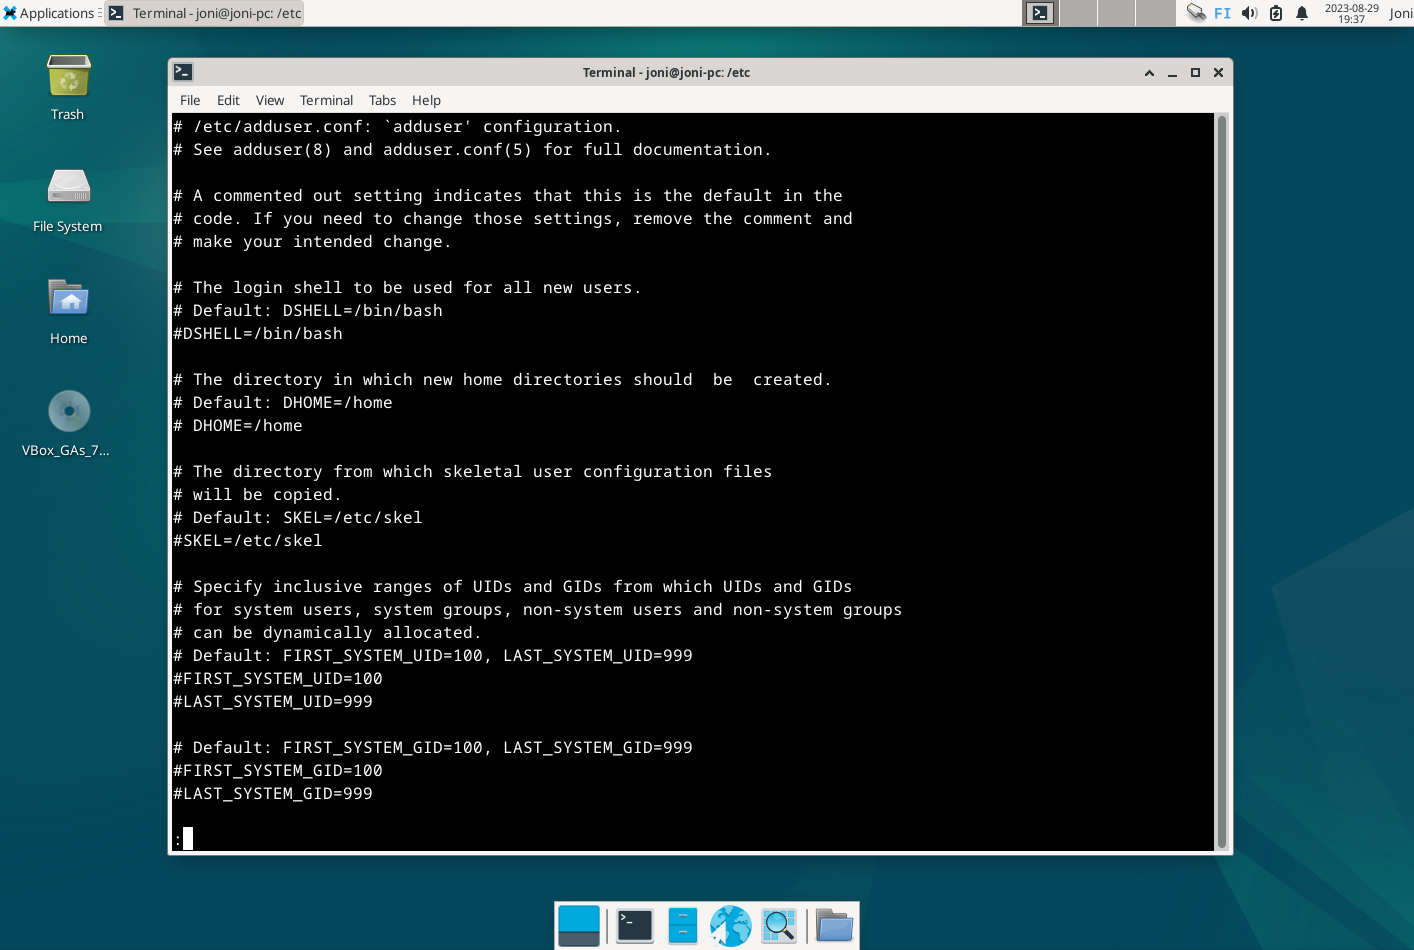 Applications
Terminal - joni@joni-pc: /etc
FI
2023-08-29
19:37
Joni
Trash
File System
Home
VBox_GAs_7...
Terminal - joni@joni-pc: /etc
File Edit View Terminal Tabs Help
# /etc/adduser.conf: `adduser' configuration.
# See adduser(8) and adduser.conf(5) for full documentation.
# A commented out setting indicates that this is the default in the
# code. If you need to change those settings, remove the comment and
# make your intended change.
# The login shell to be used for all new users.
# Default: DSHELL=/bin/bash
#DSHELL=/bin/bash
# The directory in which new home directories should  be  created.
# Default: DHOME=/home
# DHOME=/home
# The directory from which skeletal user configuration files
# will be copied.
# Default: SKEL=/etc/skel
#SKEL=/etc/skel
# Specify inclusive ranges of UIDs and GIDs from which UIDs and GIDs
# for system users, system groups, non-system users and non-system groups
# can be dynamically allocated.
# Default: FIRST_SYSTEM_UID=100, LAST_SYSTEM_UID=999
#FIRST_SYSTEM_UID=100
#LAST_SYSTEM_UID=999
# Default: FIRST_SYSTEM_GID=100, LAST_SYSTEM_GID=999
#FIRST_SYSTEM_GID=100
#LAST_SYSTEM_GID=999
: